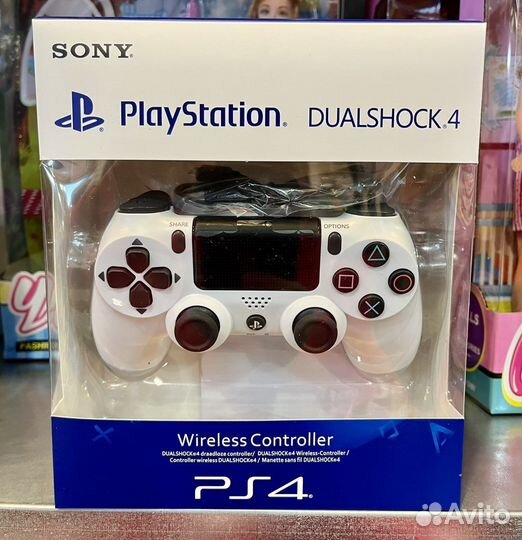 SONY
PlayStation® DUALSHOCK®4
SHARE
OPTIONS
Wireless Controller
DUALSHOCK®4 draadloze controller/ DUALSHOCK®4 Wireless-Controller /
Controller wireless DUALSHOCK®4 / Manette sans fil DUALSHOCK®4
PS4®
Avito